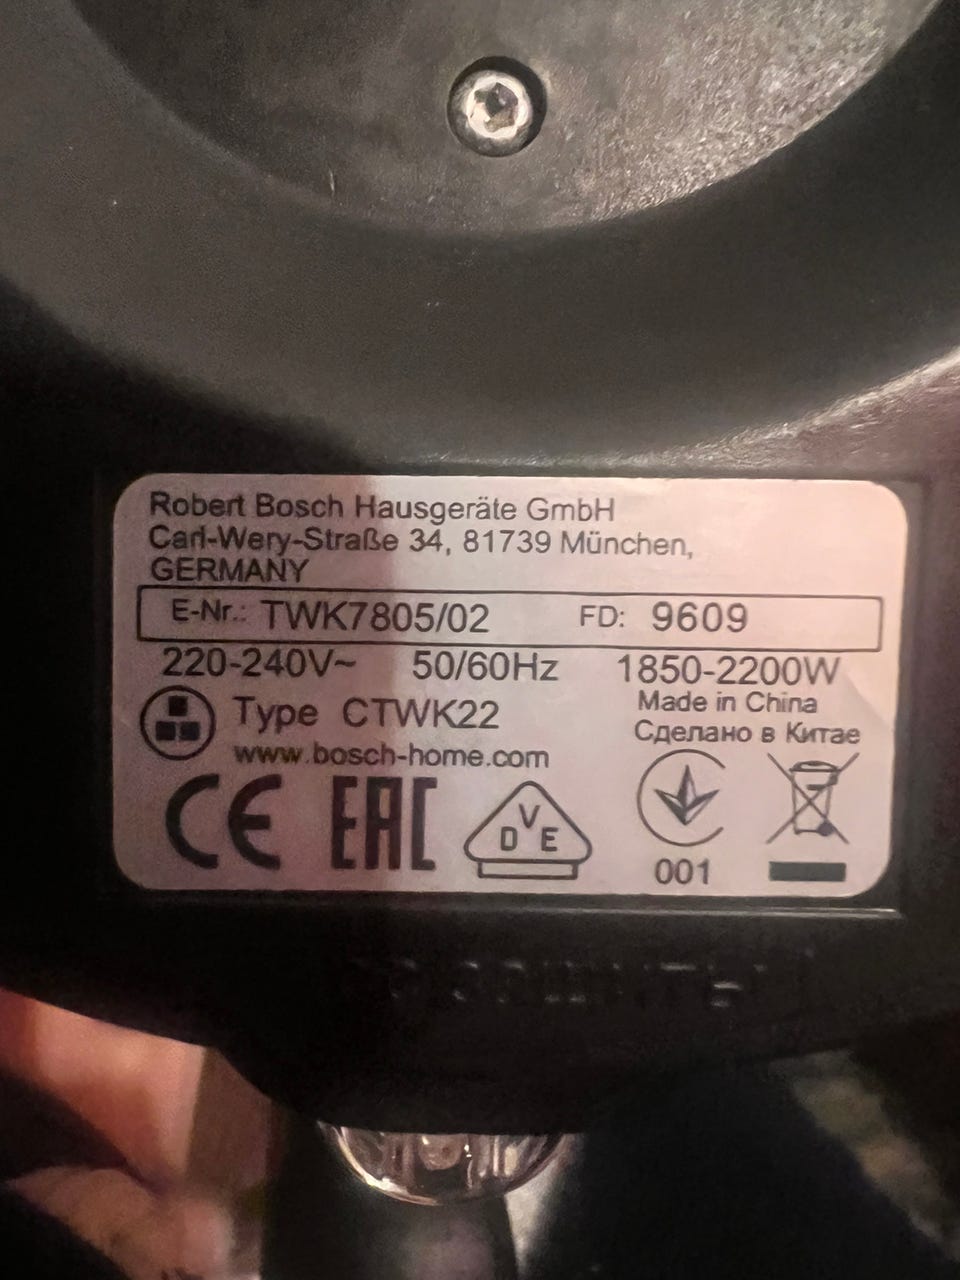 Robert Bosch Hausgeräte GmbH
Carl-Wery-Straße 34, 81739 München,
GERMANY
E-Nr.: TWK7805/02 FD: 9609
220-240V~ 50/60Hz 1850-2200W
Type CTWK22
Made in China
Сделано в Китае
www.bosch-home.com
CE EAC
VDE
001